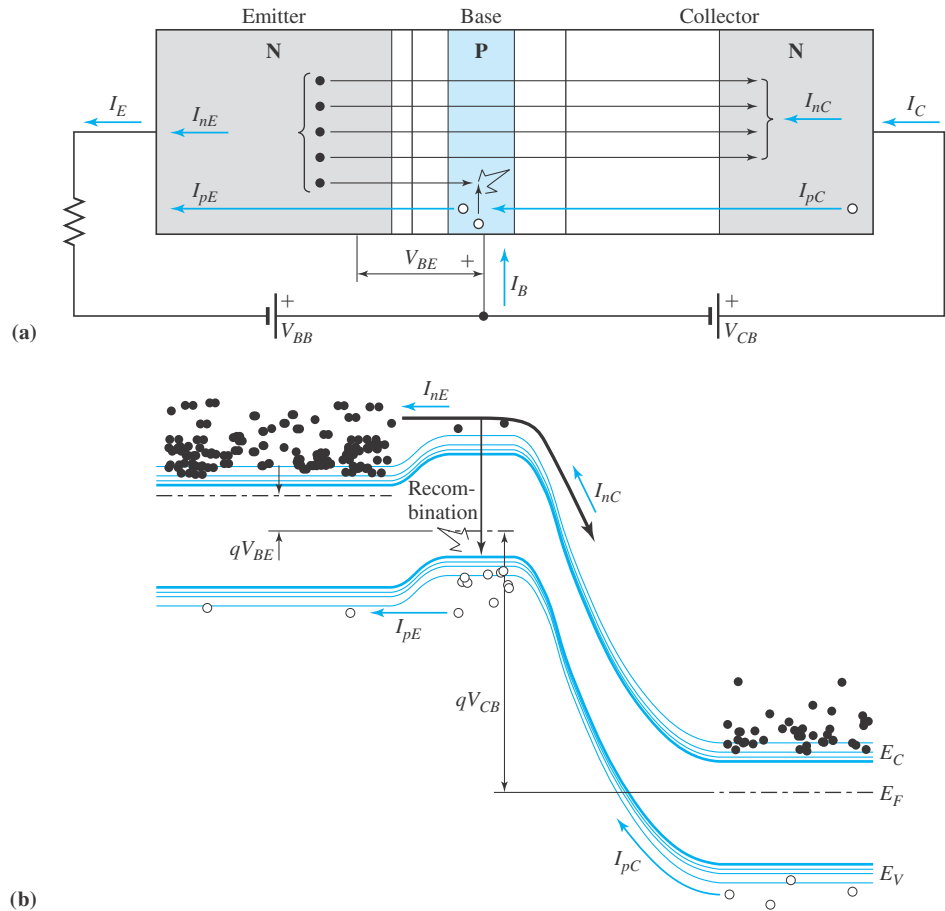 Emitter Base Collector
N P N
I_E I_nE I_nC I_C
I_pE I_pC
V_BE +
I_B
+ +
(a) V_BB V_CB
I_nE
I_nC
Recom-
bination
qV_BE
I_pE
qV_CB
E_C
E_F
I_pC
E_V
(b)